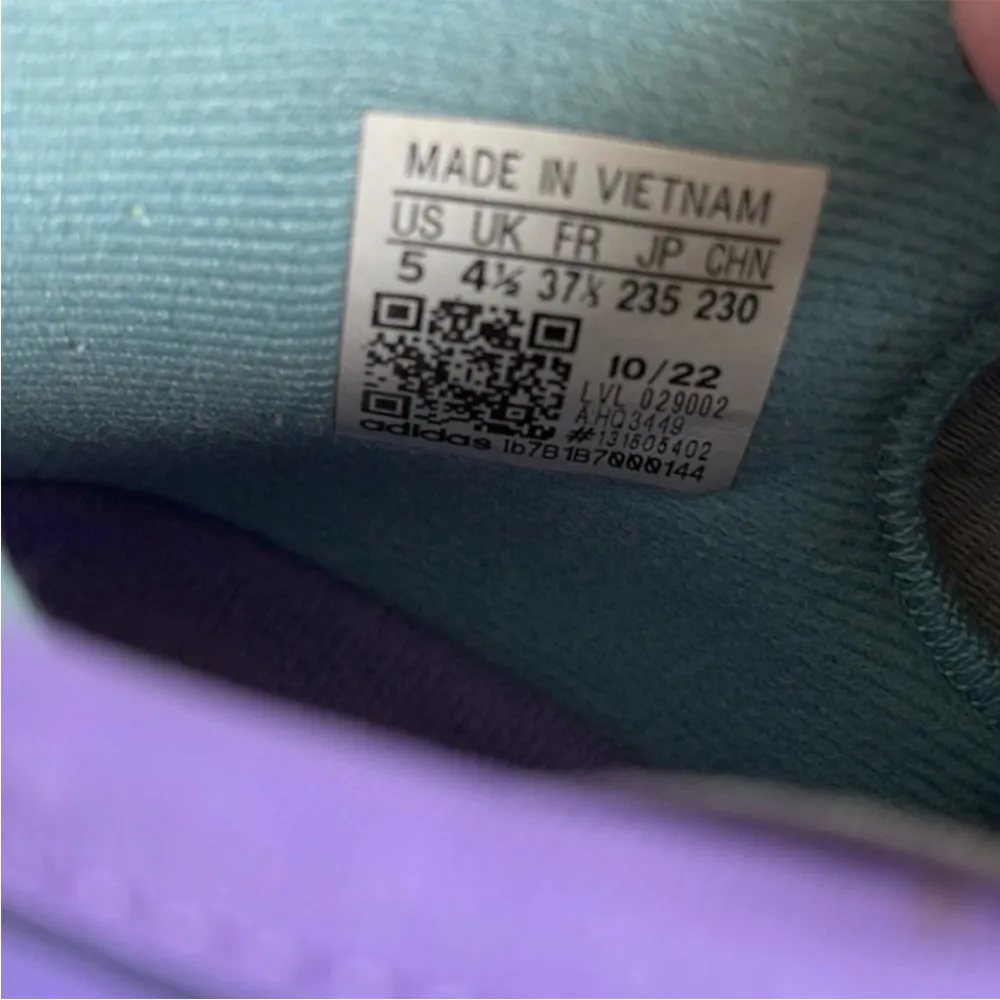 MADE IN VIETNAM
US UK FR JP CHN
5 4½ 37⅓ 235 230
10/22
LVL 029002
AHQ3449
#131505402
adidas lb7B1B7000144